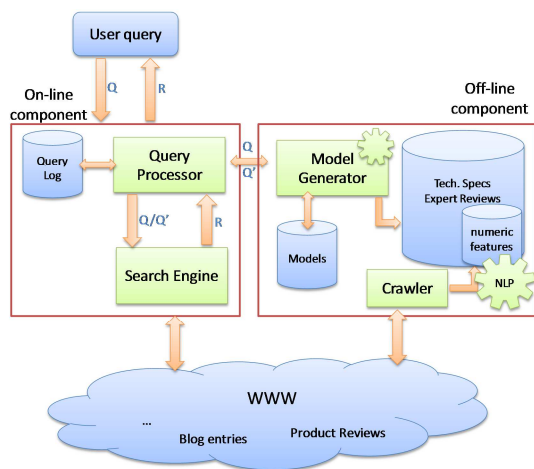 User query
Q
R
On-line
component
Off-line
component
Query
Log
Query
Processor
Q
Q'
Model
Generator
Tech. Specs
Expert Reviews
numeric
features
Q/Q'
R
Models
Search Engine
Crawler
NLP
WWW
...
Blog entries
Product Reviews